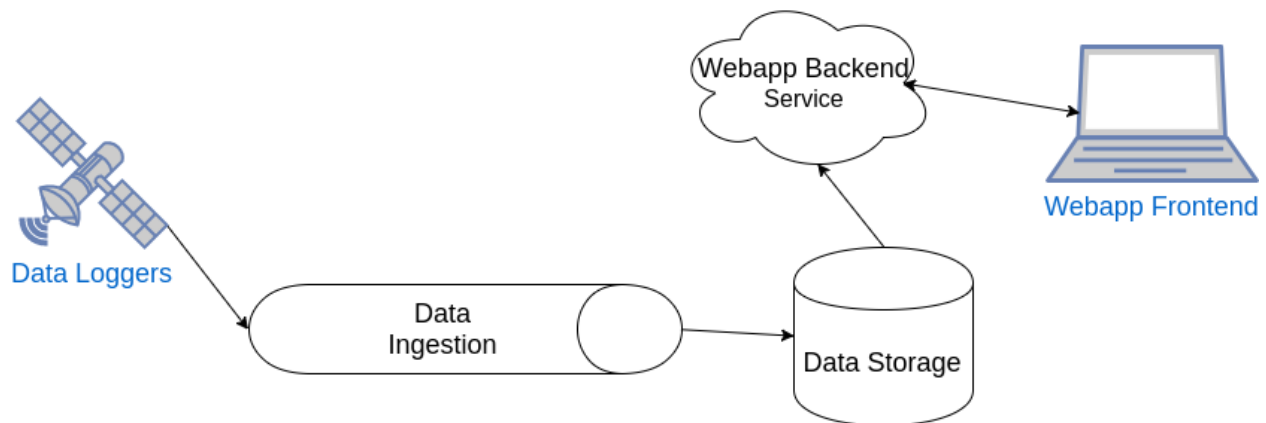 Webapp Backend
Service
Webapp Frontend
Data Loggers
Data
Ingestion
Data Storage